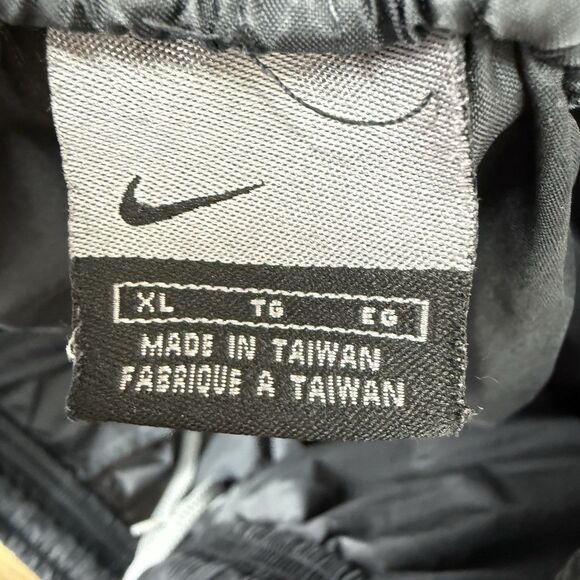 XL TG EG
MADE IN TAIWAN
FABRIQUE A TAIWAN